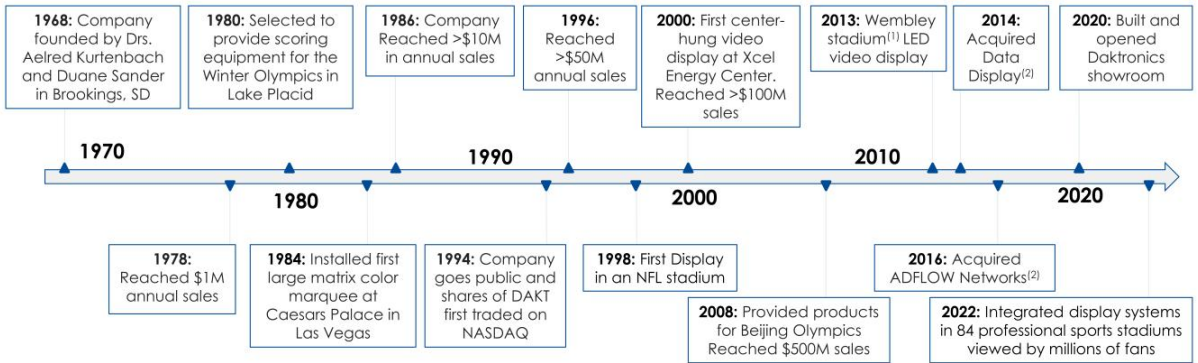 1968: Company
founded by Drs.
Aelred Kurtenbach
and Duane Sander
in Brookings, SD
1980: Selected to
provide scoring
equipment for the
Winter Olympics in
Lake Placid
1986: Company
Reached >$10M
in annual sales
1996:
Reached
>$50M
annual sales
2000: First center-
hung video
display at Xcel
Energy Center.
Reached >$100M
sales
2013: Wembley
stadium(1) LED
video display
2014:
Acquired
Data
Display(2)
2020: Built and
opened
Daktronics
showroom
1970
1990
2010
1980
2000
2020
1978:
Reached $1M
annual sales
1984: Installed first
large matrix color
marquee at
Caesars Palace in
Las Vegas
1994: Company
goes public and
shares of DAKT
first traded on
NASDAQ
1998: First Display
in an NFL stadium
2008: Provided products
for Beijing Olympics
Reached $500M sales
2016: Acquired
ADFLOW Networks(2)
2022: Integrated display systems
in 84 professional sports stadiums
viewed by millions of fans